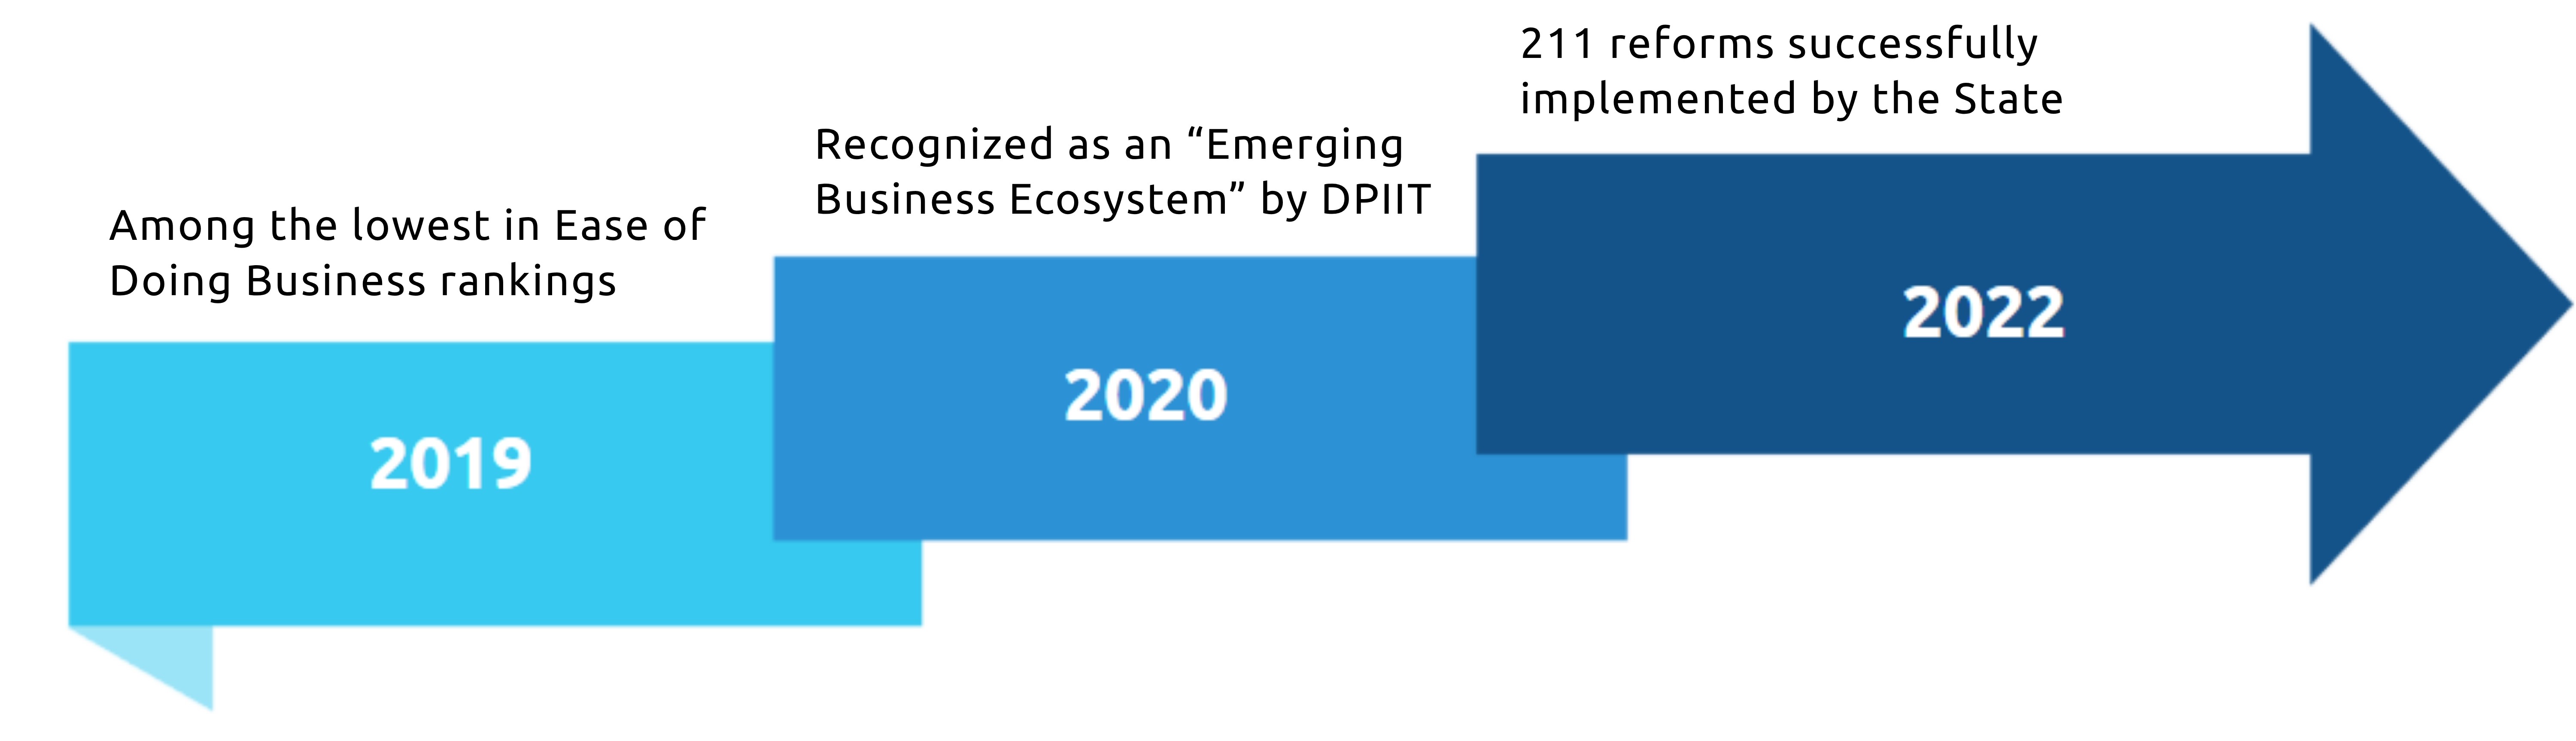 Among the lowest in Ease of
Doing Business rankings
2019
Recognized as an “Emerging
Business Ecosystem” by DPIIT
2020
211 reforms successfully
implemented by the State
2022